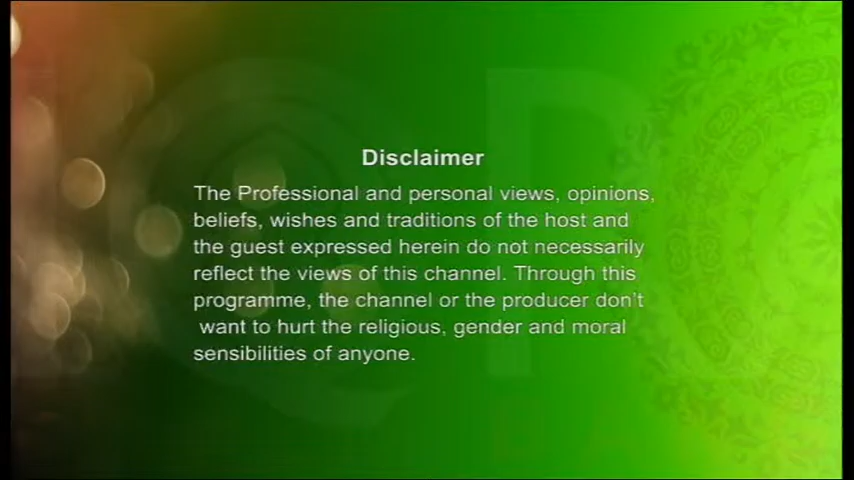 Disclaimer
The Professional and personal views, opinions,
beliefs, wishes and traditions of the host and
the guest expressed herein do not necessarily
reflect the views of this channel. Through this
programme, the channel or the producer don't
want to hurt the religious, gender and moral
sensibilities of anyone.